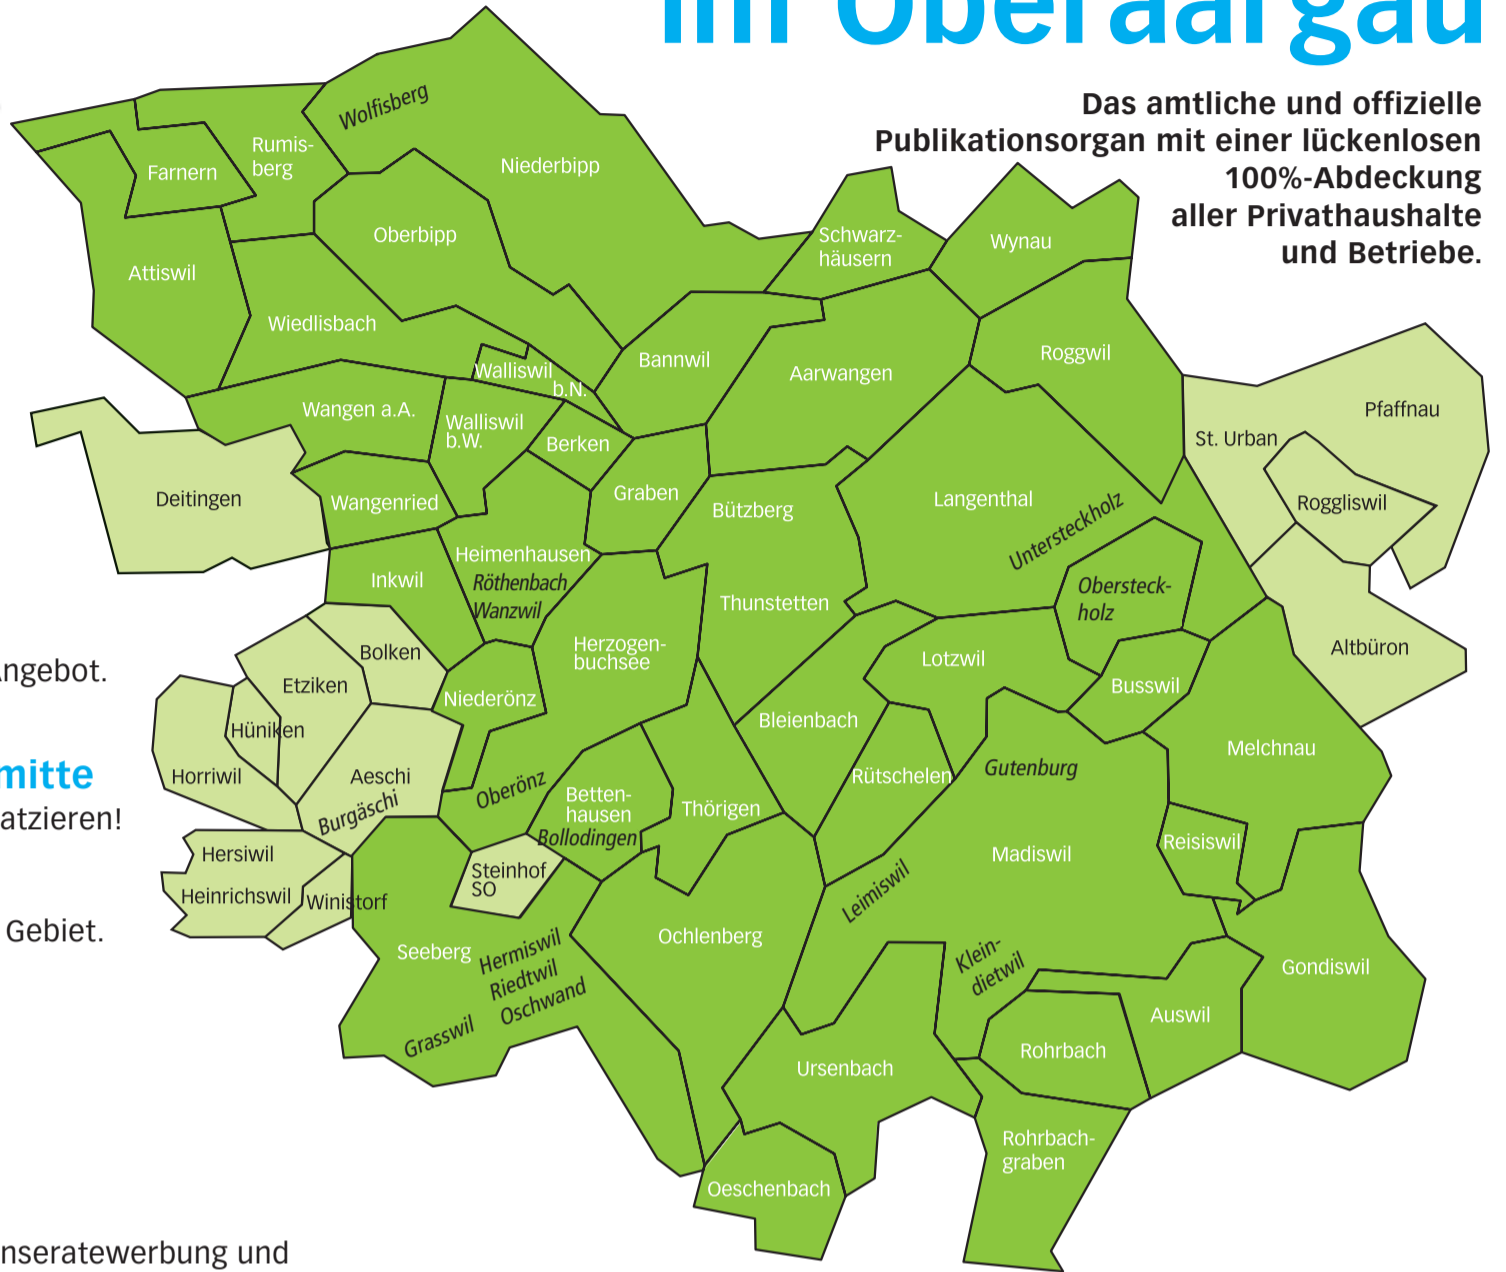 im Oberaargau
Das amtliche und offizielle
Publikationsorgan mit einer lückenlosen
100%-Abdeckung
aller Privathaushalte
und Betriebe.
Wolfisberg
Rumis-
berg
Farnern
Niederbipp
Oberbipp
Attiswil
Schwarz-
häusern
Wynau
Wiedlisbach
Bannwil
Aarwangen
Roggwil
Walliswil
b.N.
Wangen a.A.
Walliswil
b.W.
Berken
Pfaffnau
St. Urban
Roggliswil
Deitingen
Wangenried
Graben
Bützberg
Langenthal
Untersteckholz
Heimenhausen
Röthenbach
Wanzwil
Inkwil
Obersteck-
holz
Thunstetten
Bolken
Herzogen-
buchsee
Lotzwil
Altbüron
Angebot.
Etziken
Niederönz
Busswil
Hüniken
Bleienbach
Melchnau
mitte
Horriwil
Aeschi
Burgäschi
Oberönz
Rütschelen
Gutenburg
atzieren!
Betten-
hausen
Bollodingen
Thörigen
Hersiwil
Steinhof
SO
Madiswil
Reisiswil
Heinrichswil
Winistorf
Leimiswil
Gebiet.
Seeberg
Hermiswil
Riedtwil
Oschwand
Grasswil
Ochlenberg
Klein-
dietwil
Gondiswil
Auswil
Ursenbach
Rohrbach
Rohrbach-
graben
Oeschenbach
nseratewerbung und